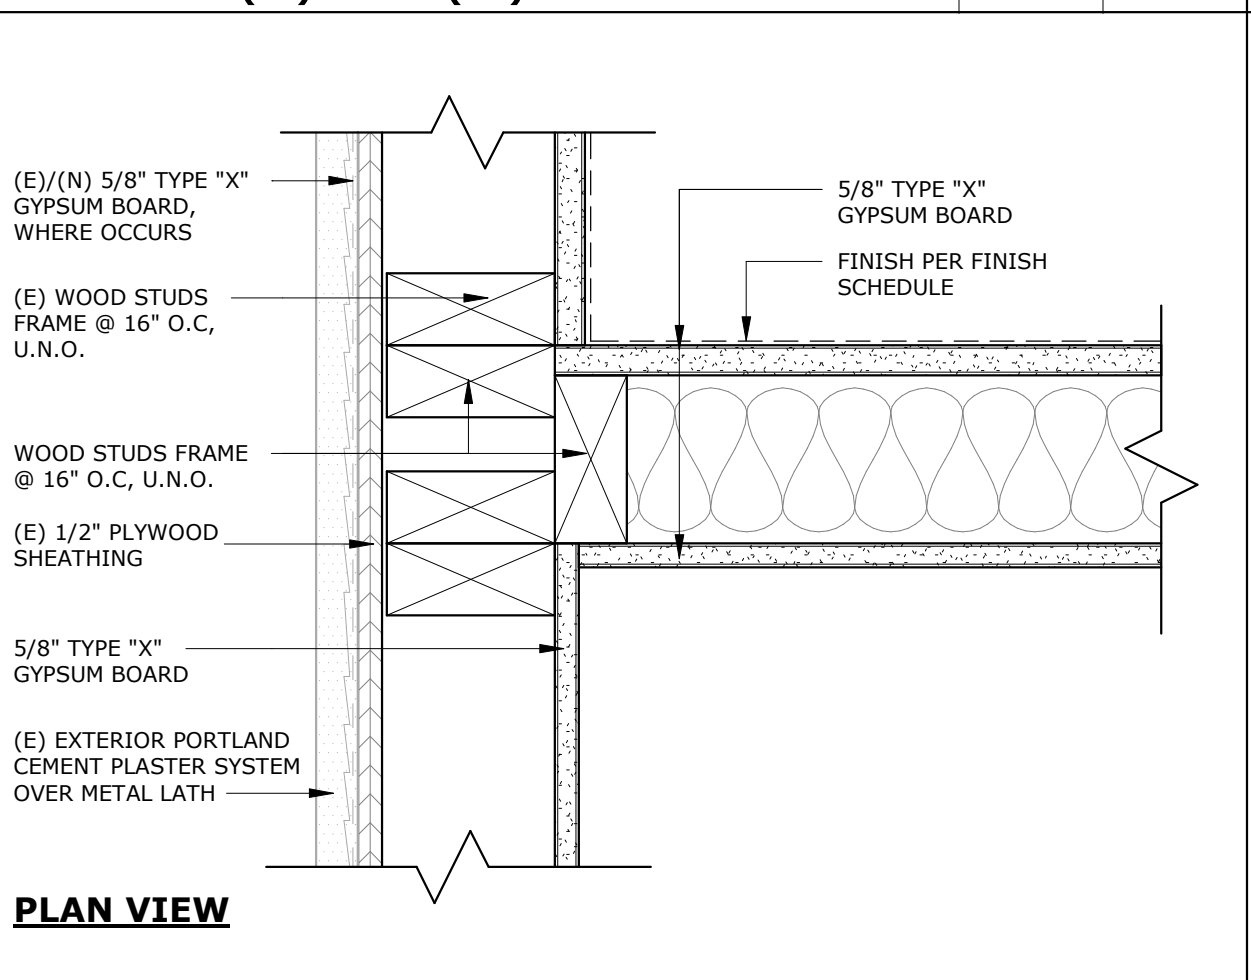 (E)/(N) 5/8" TYPE "X"
GYPSUM BOARD,
WHERE OCCURS
(E) WOOD STUDS
FRAME @ 16" O.C,
U.N.O.
WOOD STUDS FRAME
@ 16" O.C, U.N.O.
(E) 1/2" PLYWOOD
SHEATHING
5/8" TYPE "X"
GYPSUM BOARD
(E) EXTERIOR PORTLAND
CEMENT PLASTER SYSTEM
OVER METAL LATH
5/8" TYPE "X"
GYPSUM BOARD
FINISH PER FINISH
SCHEDULE
PLAN VIEW